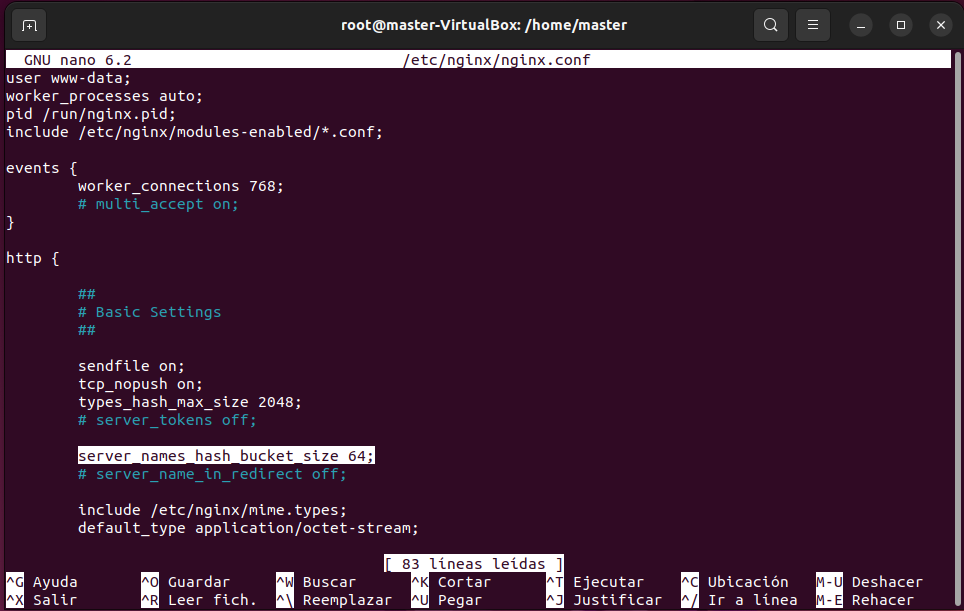 root@master-VirtualBox: /home/master
GNU nano 6.2 /etc/nginx/nginx.conf
user www-data;
worker_processes auto;
pid /run/nginx.pid;
include /etc/nginx/modules-enabled/*.conf;
events {
worker_connections 768;
# multi_accept on;
}
http {
##
# Basic Settings
##
sendfile on;
tcp_nopush on;
types_hash_max_size 2048;
# server_tokens off;
server_names_hash_bucket_size 64;
# server_name_in_redirect off;
include /etc/nginx/mime.types;
default_type application/octet-stream;
[ 83 líneas leídas ]
^G Ayuda ^O Guardar ^W Buscar ^K Cortar ^T Ejecutar ^C Ubicación M-U Deshacer
^X Salir ^R Leer fich. ^\ Reemplazar ^U Pegar ^J Justificar ^/ Ir a línea M-E Rehacer